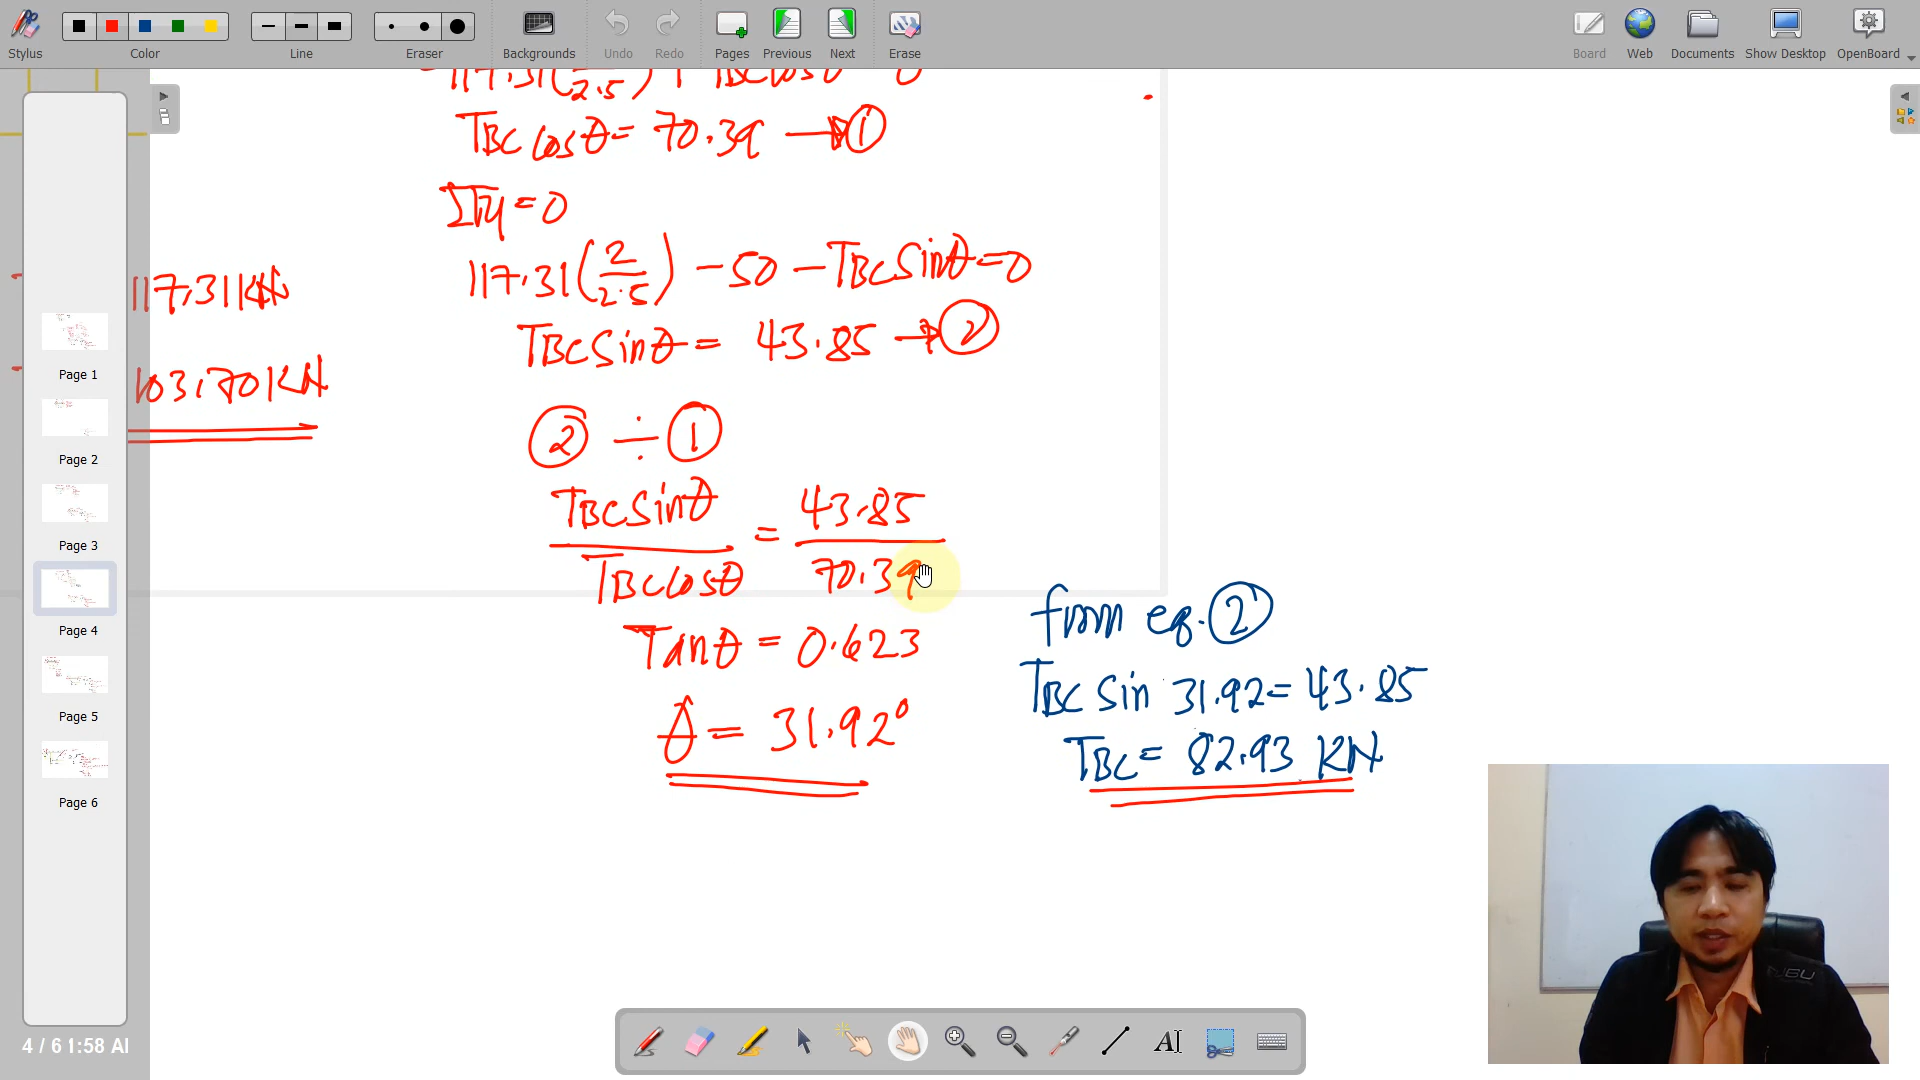 Stylus
Color
Line
Eraser
Backgrounds
Undo
Redo
Pages
Previous
Next
Erase
Board
Web
Documents
Show Desktop
OpenBoard
TBC cosθ = 70.39 → ①
ΣFy = 0
117.31(2/2.5) - 50 - TBC sinθ = 0
TBC sinθ = 43.85 → ②
② ÷ ①
TBC sinθ / TBC cosθ = 43.85 / 70.39
Tanθ = 0.623
θ = 31.92°
117.31 KN
103.70 KN
from eq. ②
TBC sin 31.92 = 43.85
TBC = 82.93 KN
Page 1
Page 2
Page 3
Page 4
Page 5
Page 6
4 / 6 1:58 AI